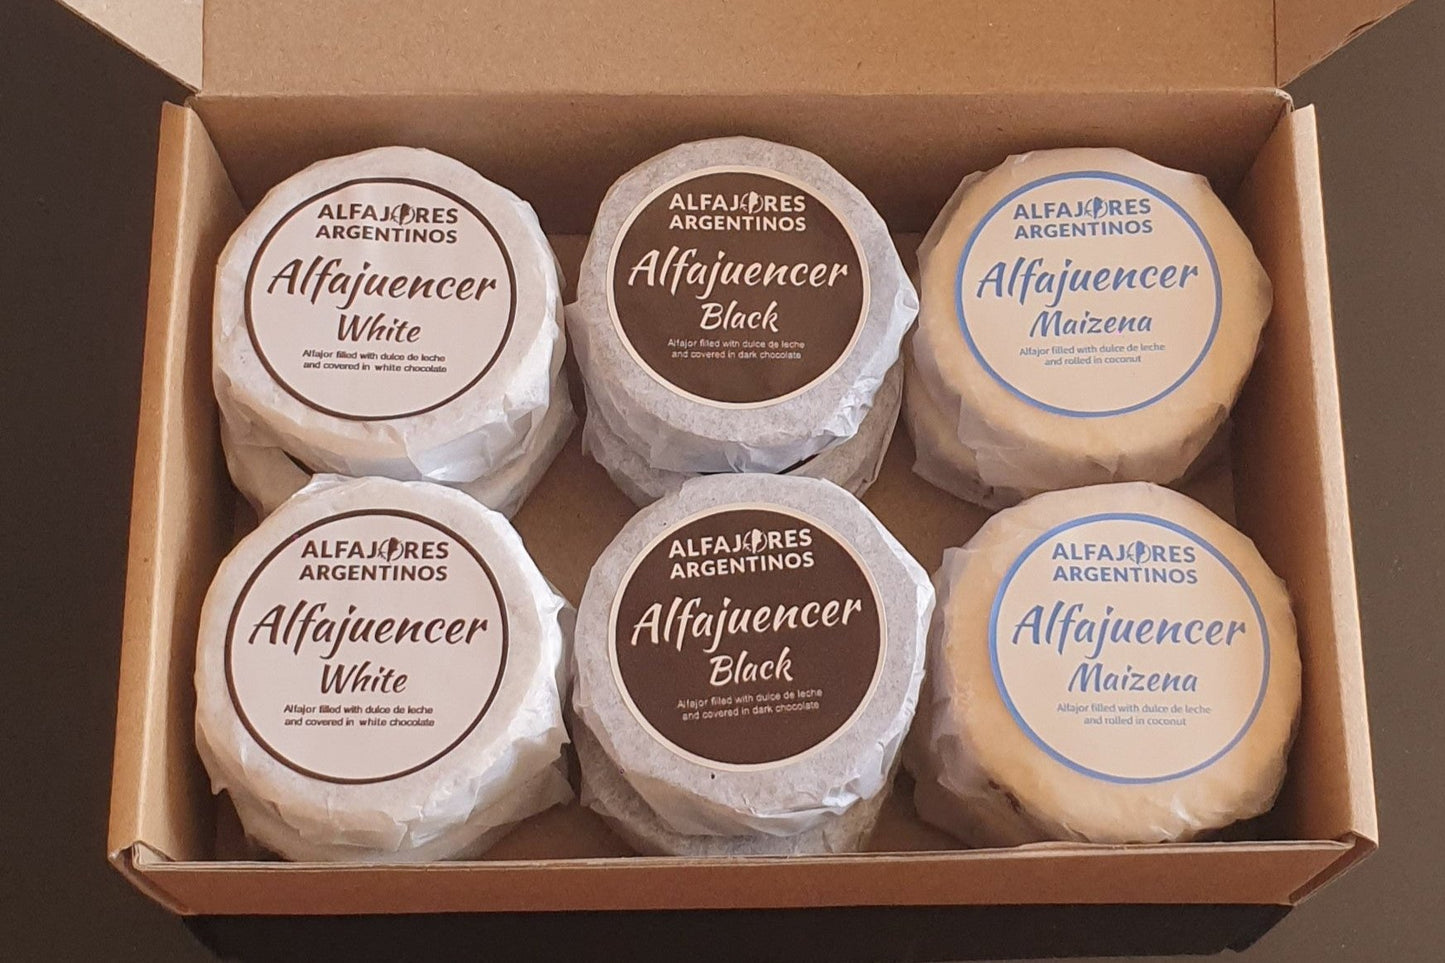 ALFAJORES
ARGENTINOS
Alfajuencer
White
Alfajor filled with dulce de leche
and covered in white chocolate
ALFAJORES
ARGENTINOS
Alfajuencer
Black
Alfajor filled with dulce de leche
and covered in dark chocolate
ALFAJORES
ARGENTINOS
Alfajuencer
Maizena
Alfajor filled with dulce de leche
and rolled in coconut
ALFAJORES
ARGENTINOS
Alfajuencer
White
Alfajor filled with dulce de leche
and covered in white chocolate
ALFAJORES
ARGENTINOS
Alfajuencer
Black
Alfajor filled with dulce de leche
and covered in dark chocolate
ALFAJORES
ARGENTINOS
Alfajuencer
Maizena
Alfajor filled with dulce de leche
and rolled in coconut